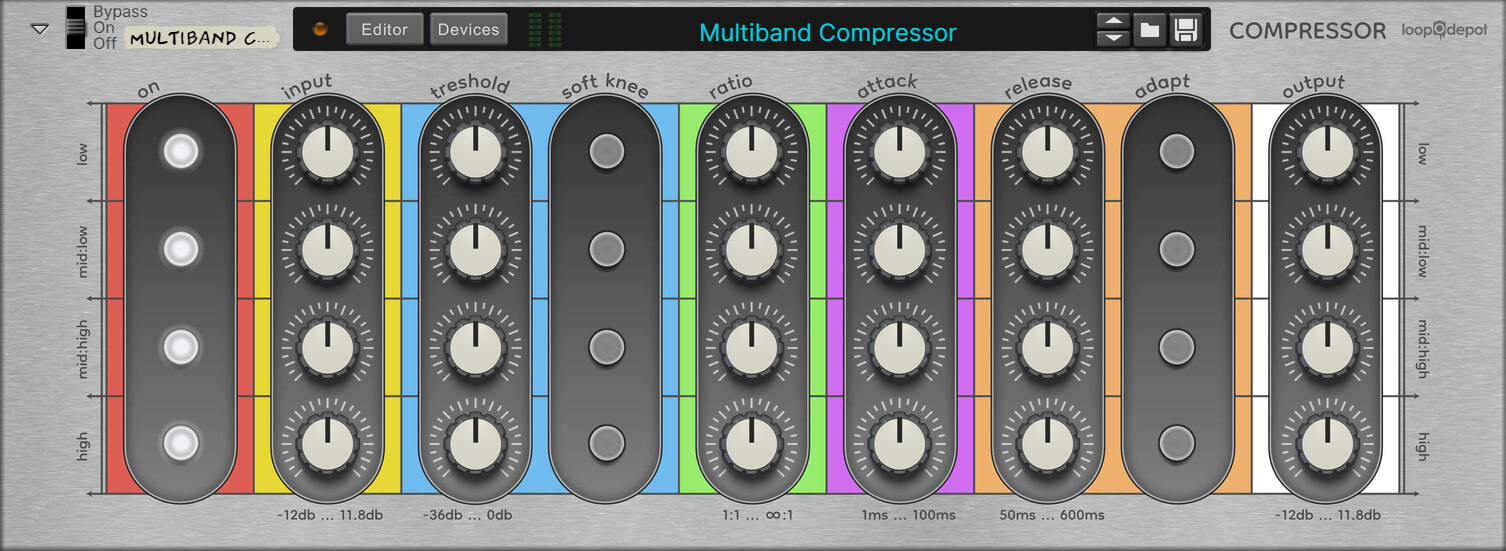 Bypass
On
Off
MULTIBAND C...
Editor
Devices
Multiband Compressor
COMPRESSOR
loopdepot
on
input
treshold
soft knee
ratio
attack
release
adapt
output
low
low
mid:low
mid:low
mid:high
mid:high
high
high
-12db ... 11.8db
-36db ... 0db
1:1 ... ∞:1
1ms ... 100ms
50ms ... 600ms
-12db ... 11.8db